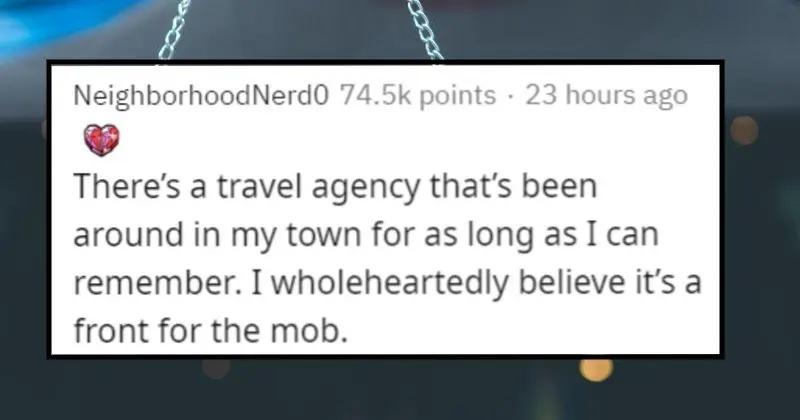 NeighborhoodNerd0 74.5k points · 23 hours ago
There's a travel agency that's been
around in my town for as long as I can
remember. I wholeheartedly believe it's a
front for the mob.